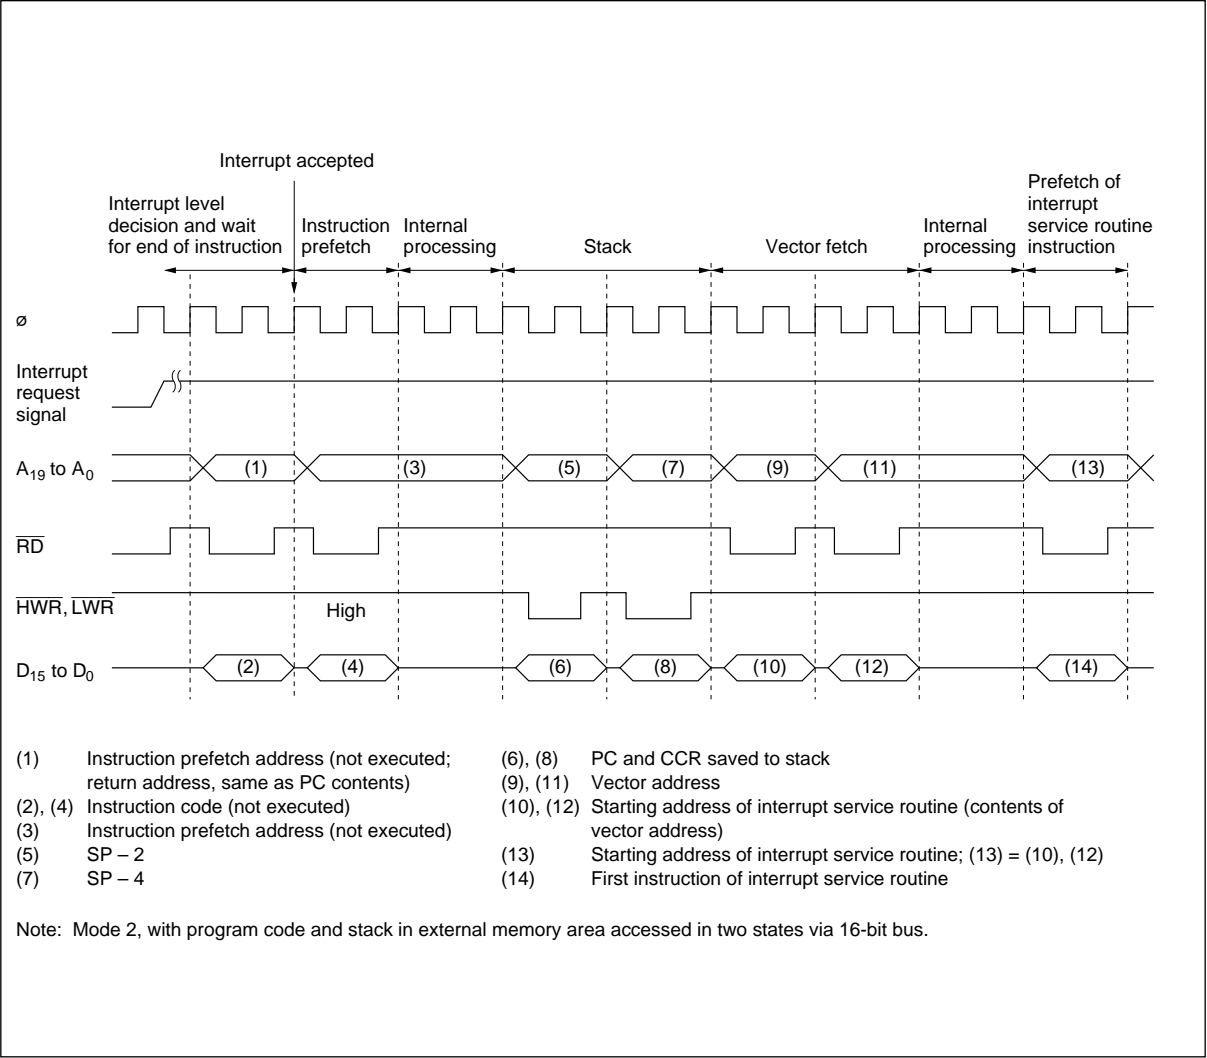 Interrupt accepted
Interrupt level
decision and wait
for end of instruction
Instruction
prefetch
Internal
processing
Stack
Vector fetch
Internal
processing
Prefetch of
interrupt
service routine
instruction
ø
Interrupt
request
signal
A19 to A0
(1)
(3)
(5)
(7)
(9)
(11)
(13)
RD
HWR, LWR
High
D15 to D0
(2)
(4)
(6)
(8)
(10)
(12)
(14)
(1) Instruction prefetch address (not executed;
return address, same as PC contents)
(2), (4) Instruction code (not executed)
(3) Instruction prefetch address (not executed)
(5) SP – 2
(7) SP – 4
(6), (8) PC and CCR saved to stack
(9), (11) Vector address
(10), (12) Starting address of interrupt service routine (contents of
vector address)
(13) Starting address of interrupt service routine; (13) = (10), (12)
(14) First instruction of interrupt service routine
Note: Mode 2, with program code and stack in external memory area accessed in two states via 16-bit bus.